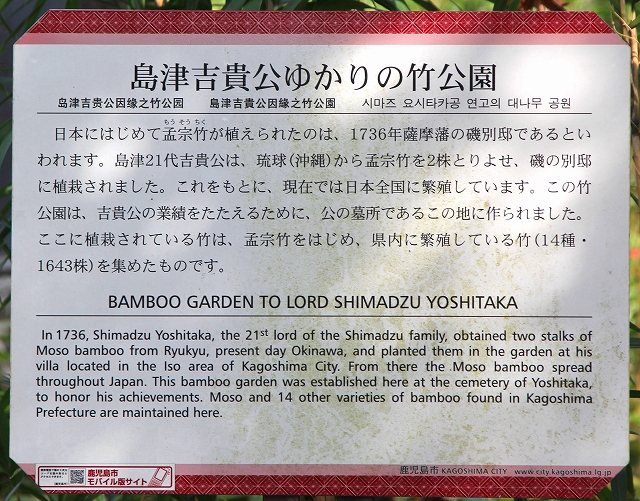 島津吉貴公ゆかりの竹公園
島津吉贵公因缘之竹公园 島津吉貴公因緣之竹公園 시마즈 요시타카공 연고의 대나무 공원
もうそうちく
日本にはじめて孟宗竹が植えられたのは、1736年薩摩藩の磯別邸であるとい
われます。島津21代吉貴公は、琉球(沖縄)から孟宗竹を2株とりよせ、磯の別邸
に植栽されました。これをもとに、現在では日本全国に繁殖しています。この竹
公園は、吉貴公の業績をたたえるために、公の墓所であるこの地に作られました。
ここに植栽されている竹は、孟宗竹をはじめ、県内に繁殖している竹(14種・
1643株)を集めたものです。
BAMBOO GARDEN TO LORD SHIMADZU YOSHITAKA
In 1736, Shimadzu Yoshitaka, the 21st lord of the Shimadzu family, obtained two stalks of
Moso bamboo from Ryukyu, present day Okinawa, and planted them in the garden at his
villa located in the Iso area of Kagoshima City. From there the Moso bamboo spread
throughout Japan. This bamboo garden was established here at the cemetery of Yoshitaka,
to honor his achievements. Moso and 14 other varieties of bamboo found in Kagoshima
Prefecture are maintained here.
鹿児島市
モバイル版サイト
鹿児島市 KAGOSHIMA CITY www.city.kagoshima.lg.jp